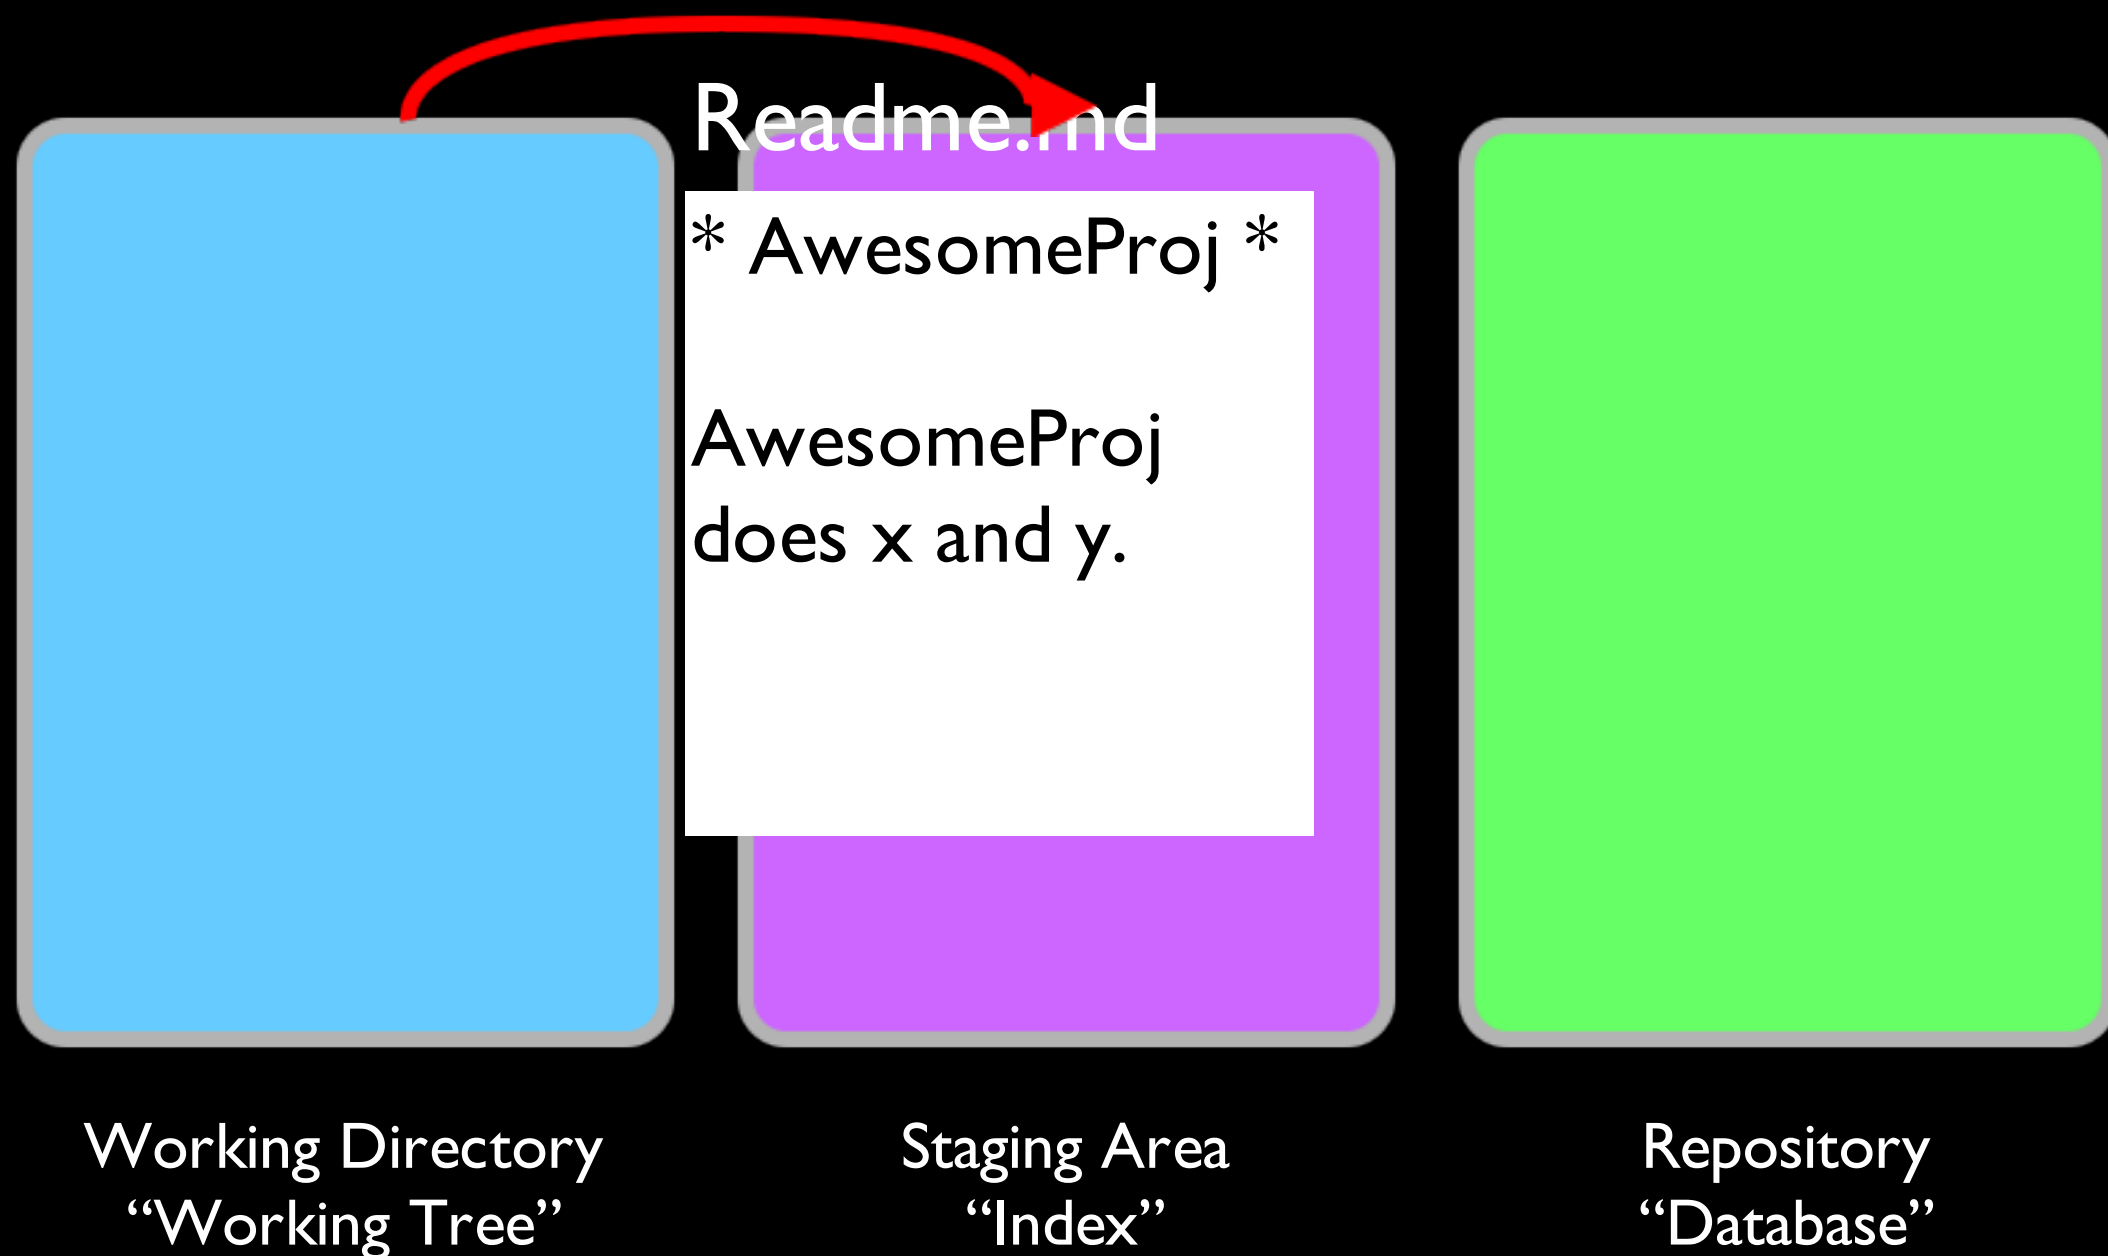 Readme.md
* AwesomeProj *
AwesomeProj
does x and y.
Working Directory
“Working Tree”
Staging Area
“Index”
Repository
“Database”